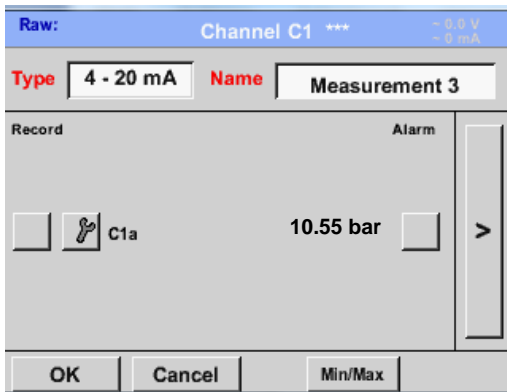 Raw: Channel C1 *** ~ 0.0 V
~ 0 mA
Type 4 - 20 mA Name Measurement 3
Record Alarm
C1a 10.55 bar >
OK Cancel Min/Max